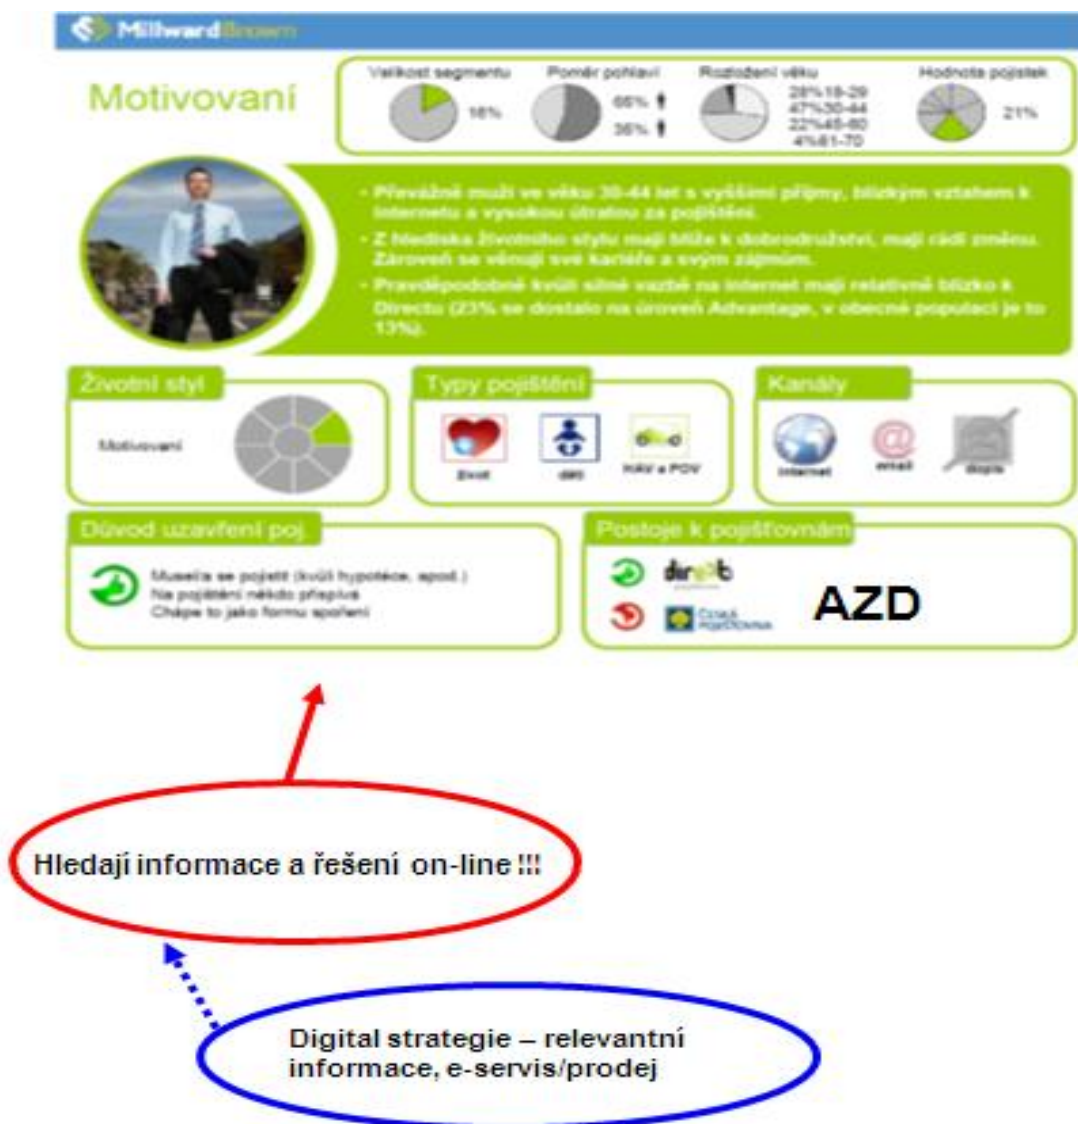 MillwardBrown
Motivovaní
Velikost segmentu
16%
Poměr pohlaví
65%
35%
Rozložení věku
28%18-29
47%30-44
22%45-60
4%61-70
Hodnota pojistek
21%
• Převážně muži ve věku 30-44 let s vyššími příjmy, blízkým vztahem k
internetu a vysokou útratou za pojištění.
• Z hlediska životního stylu mají blíže k dobrodružství, mají rádi změnu.
Zároveň se věnují své kariéře a svým zájmům.
• Pravděpodobně kvůli silné vazbě na internet mají relativně blízko k
Directu (23% se dostalo na úroveň Advantage, v obecné populaci je to
13%).
Životní styl
Motivovaní
Typy pojištění
život
děti
HAV a POV
Kanály
internet
email
dopis
Důvod uzavření poj.
Musel/a se pojistit (kvůli hypotéce, apod.)
Na pojištění někdo přispívá
Chápe to jako formu spoření
Postoje k pojišťovnám
direct
ČESKÁ
POJIŠŤOVNA
AZD
Hledají informace a řešení on-line !!!
Digital strategie – relevantní
informace, e-servis/prodej